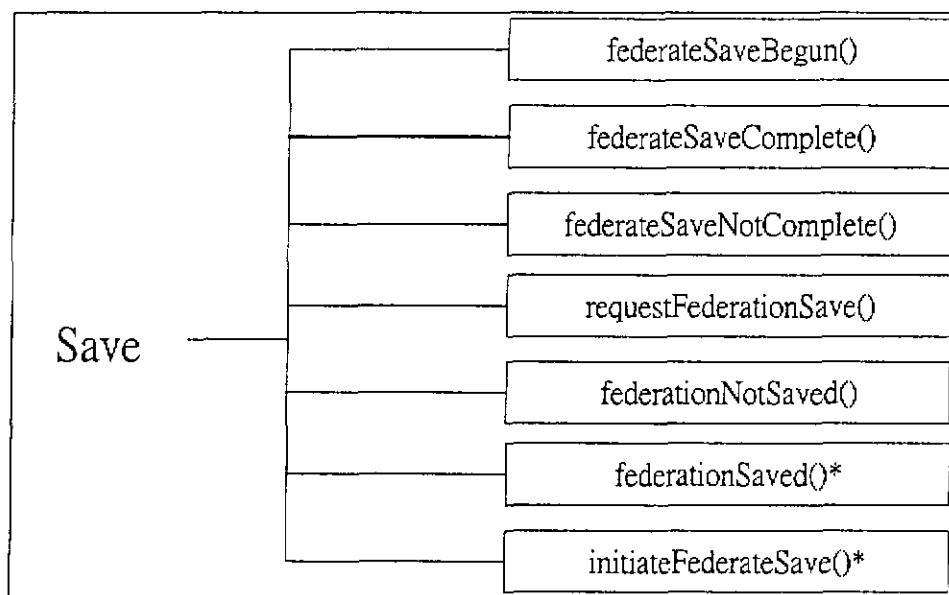 federateSaveBegun()
federateSaveComplete()
federateSaveNotComplete()
requestFederationSave()
Save
federationNotSaved()
federationSaved()*
initiateFederateSave()*